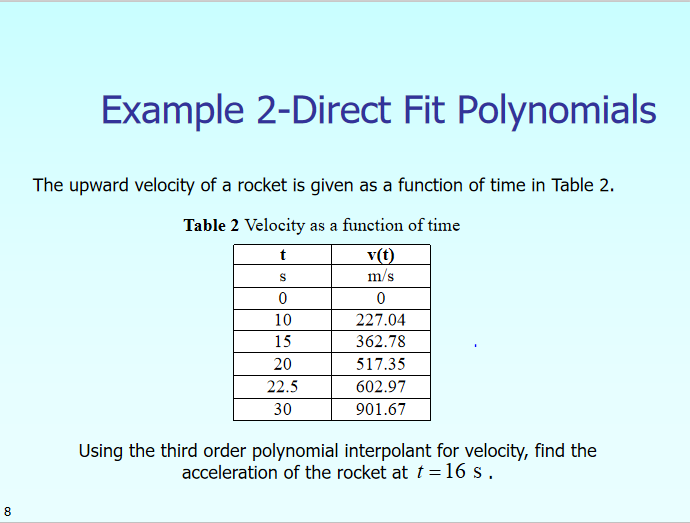 Example 2-Direct Fit Polynomials
The upward velocity of a rocket is given as a function of time in Table 2.
Table 2 Velocity as a function of time
t v(t)
s m/s
0 0
10 227.04
15 362.78
20 517.35
22.5 602.97
30 901.67
Using the third order polynomial interpolant for velocity, find the
acceleration of the rocket at t = 16 s .
8